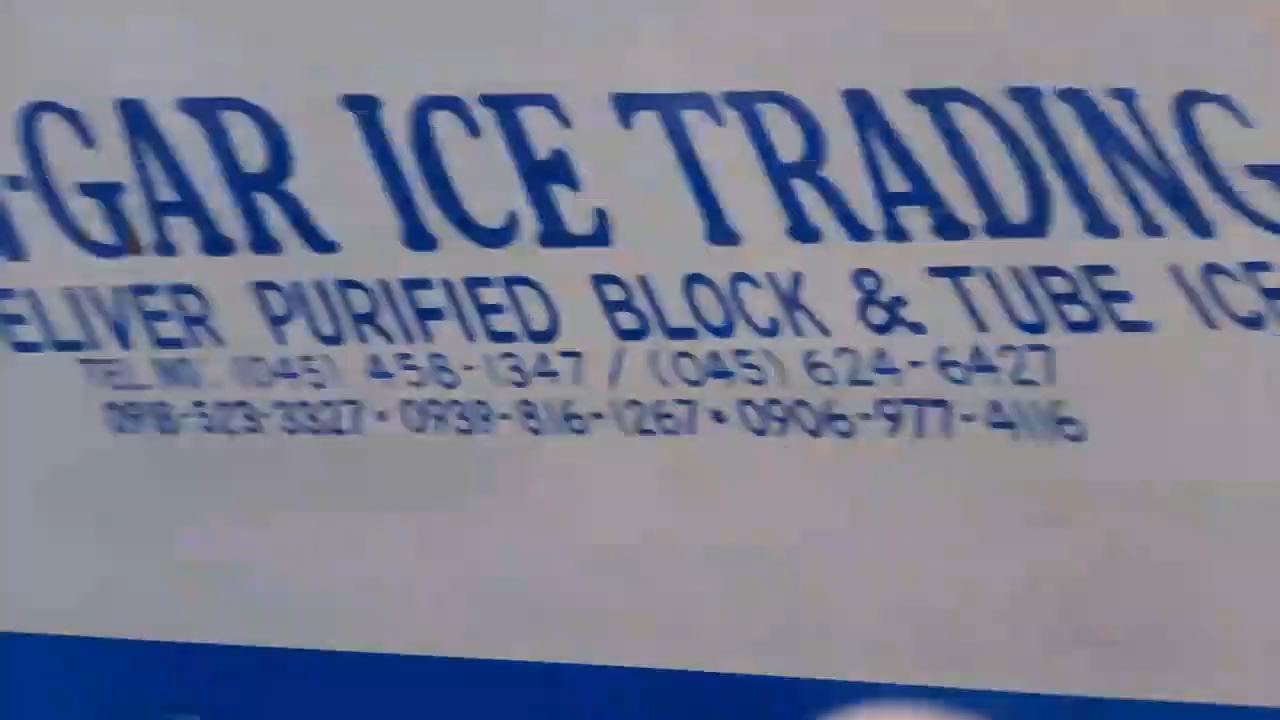 -GAR ICE TRADING
ELIVER PURIFIED BLOCK & TUBE ICE
TEL. NO. (045) 458-1347 / (045) 624-6427
0918-523-3327 • 0939-816-1267 • 0906-977-4116